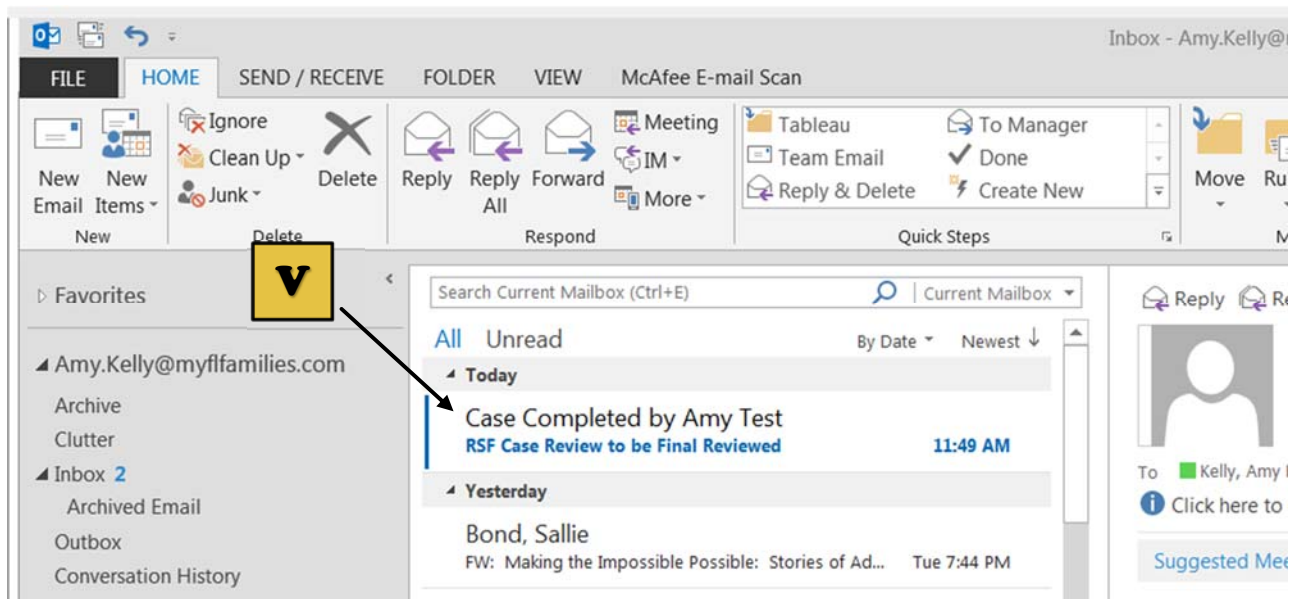 Inbox - Amy.Kelly@
FILE HOME SEND / RECEIVE FOLDER VIEW McAfee E-mail Scan
Ignore
Clean Up
Junk
New Email
New Items
Delete
Reply
Reply All
Forward
Meeting
IM
More
Tableau
Team Email
Reply & Delete
To Manager
Done
Create New
Move
New Delete Respond Quick Steps
V
Favorites
Amy.Kelly@myflfamilies.com
Archive
Clutter
Inbox 2
Archived Email
Outbox
Conversation History
Search Current Mailbox (Ctrl+E) Current Mailbox
All Unread By Date Newest
Today
Case Completed by Amy Test
RSF Case Review to be Final Reviewed 11:49 AM
Yesterday
Bond, Sallie
FW: Making the Impossible Possible: Stories of Ad... Tue 7:44 PM
Reply
To Kelly, Amy
Click here to
Suggested